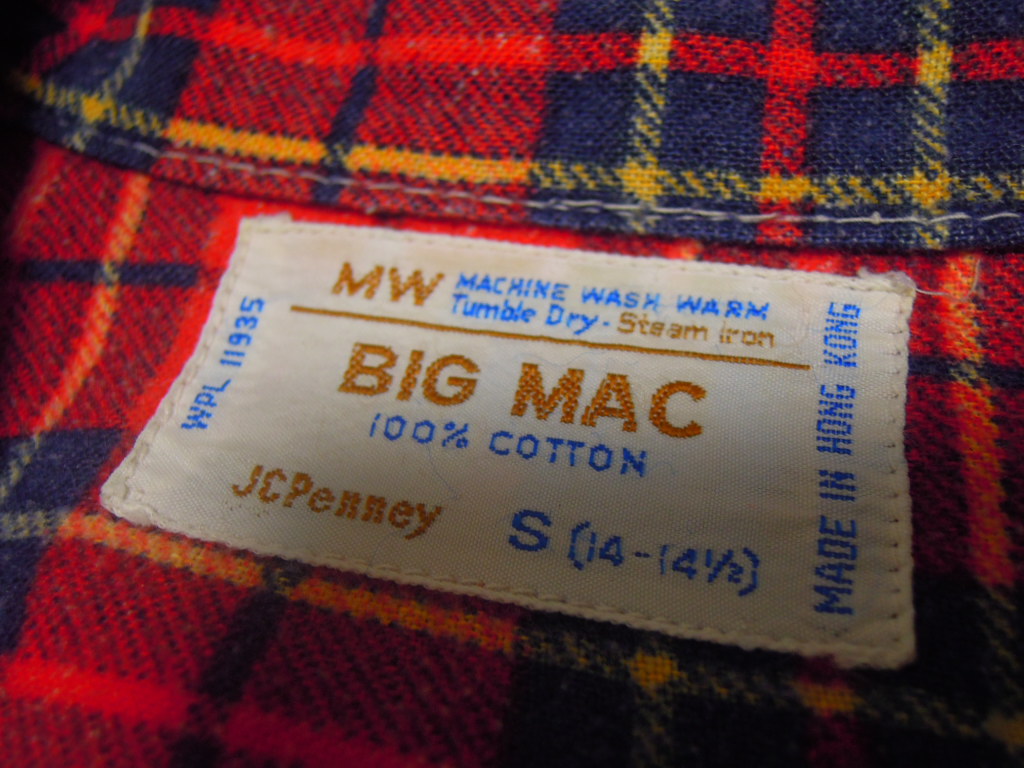 MW MACHINE WASH WARM
Tumble Dry - Steam iron
BIG MAC
100% COTTON
JCPenney
S (14-14½)
WPL 11935
MADE IN HONG KONG